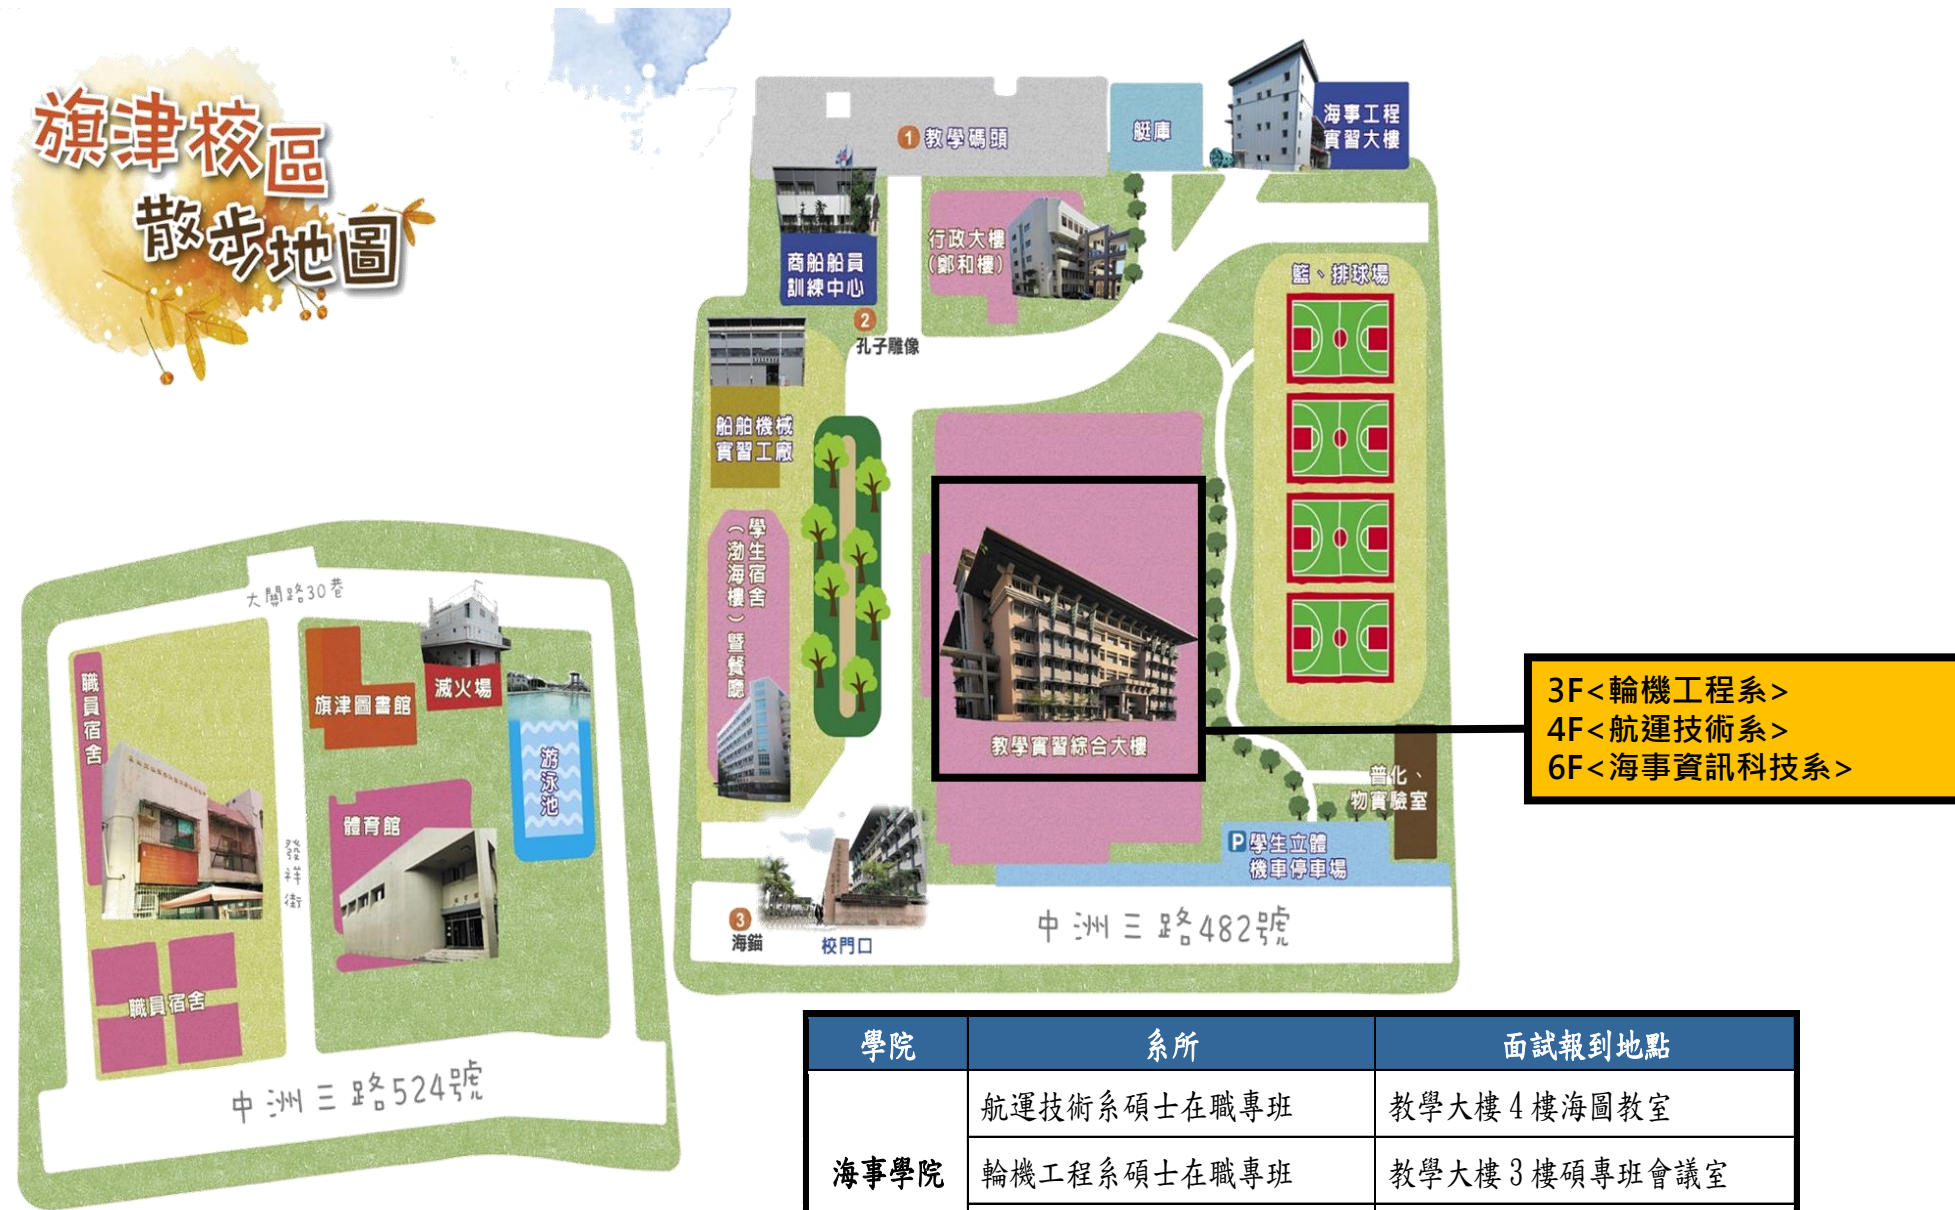 旗津校區
散步地圖
1 教學碼頭
艇庫
海事工程
實習大樓
商船船員
訓練中心
行政大樓
(鄭和樓)
2
孔子雕像
籃、排球場
船舶機械
實習工廠
學生宿舍
（渤海樓）暨餐廳
教學實習綜合大樓
3F<輪機工程系>
4F<航運技術系>
6F<海事資訊科技系>
普化、
物實驗室
P學生立體
機車停車場
3
海錨
校門口
中洲三路482號
大關路30巷
職員宿舍
旗津圖書館
滅火場
游泳池
體育館
發祥街
職員宿舍
中洲三路524號
學院 系所 面試報到地點
海事學院
航運技術系碩士在職專班 教學大樓4樓海圖教室
輪機工程系碩士在職專班 教學大樓3樓碩專班會議室